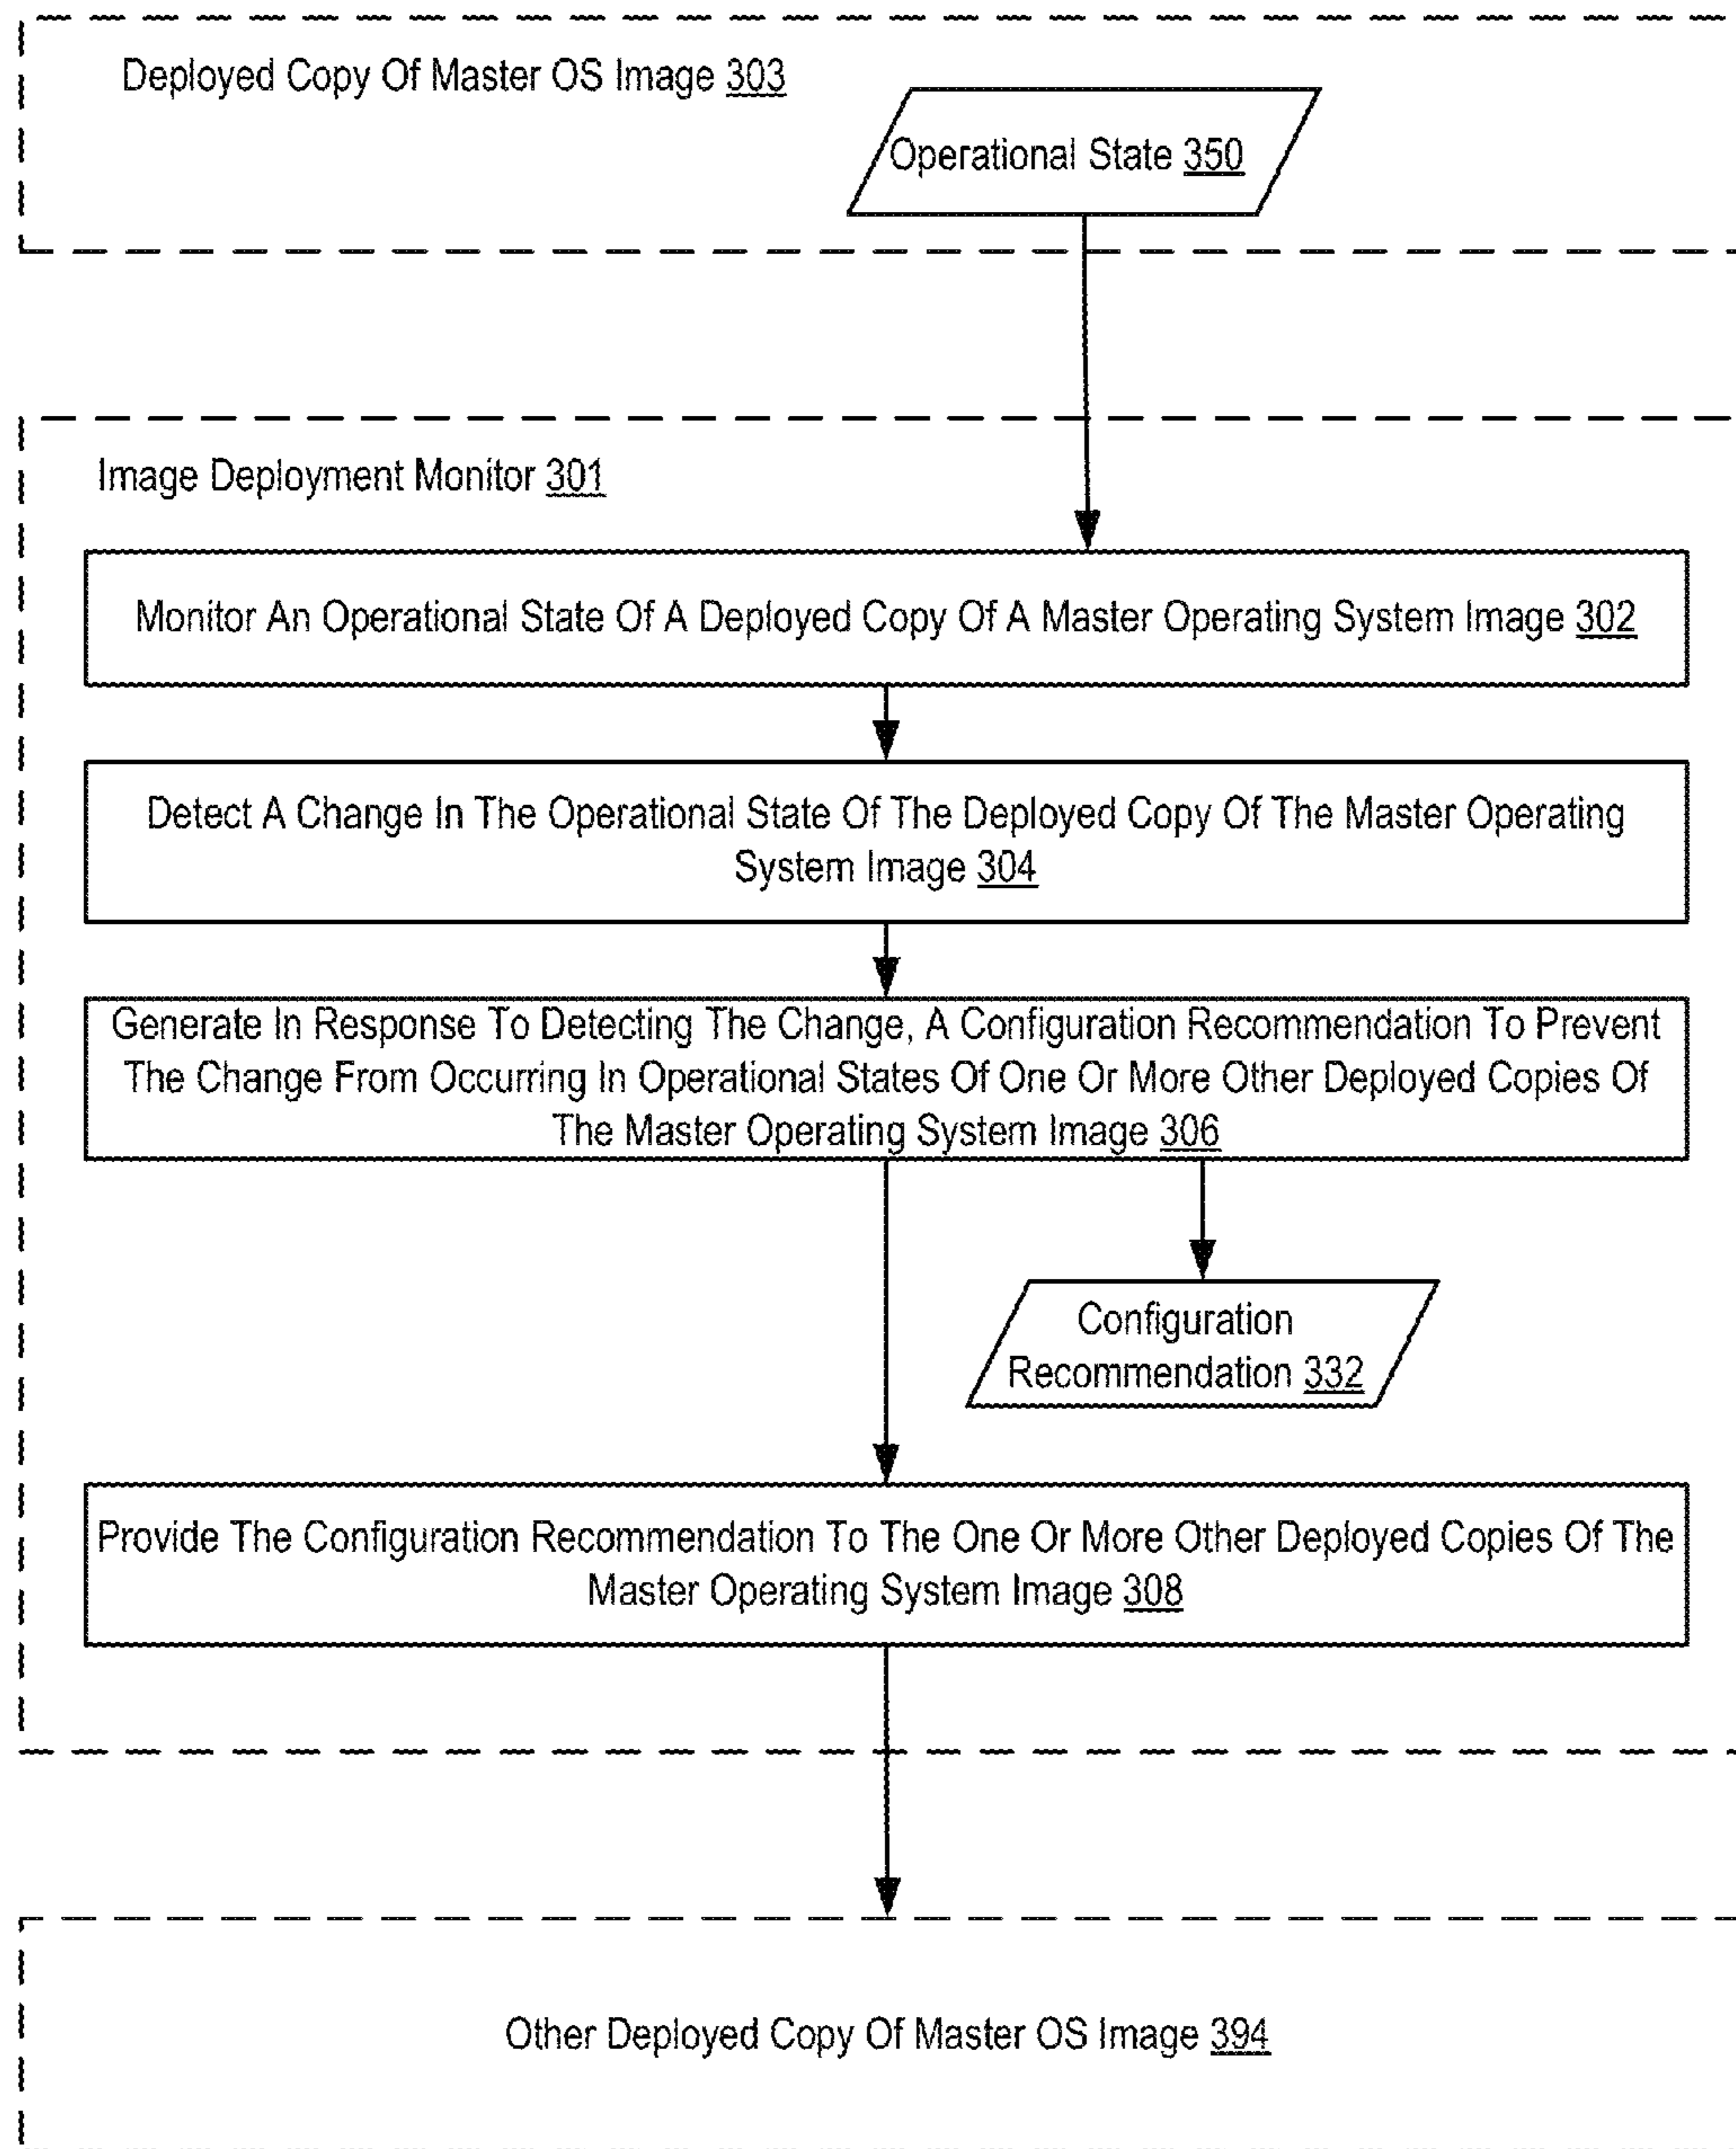 Deployed Copy Of Master OS Image 303
Operational State 350
Image Deployment Monitor 301
Monitor An Operational State Of A Deployed Copy Of A Master Operating System Image 302
Detect A Change In The Operational State Of The Deployed Copy Of The Master Operating
System Image 304
Generate In Response To Detecting The Change, A Configuration Recommendation To Prevent
The Change From Occurring In Operational States Of One Or More Other Deployed Copies Of
The Master Operating System Image 306
Configuration
Recommendation 332
Provide The Configuration Recommendation To The One Or More Other Deployed Copies Of The
Master Operating System Image 308
Other Deployed Copy Of Master OS Image 394